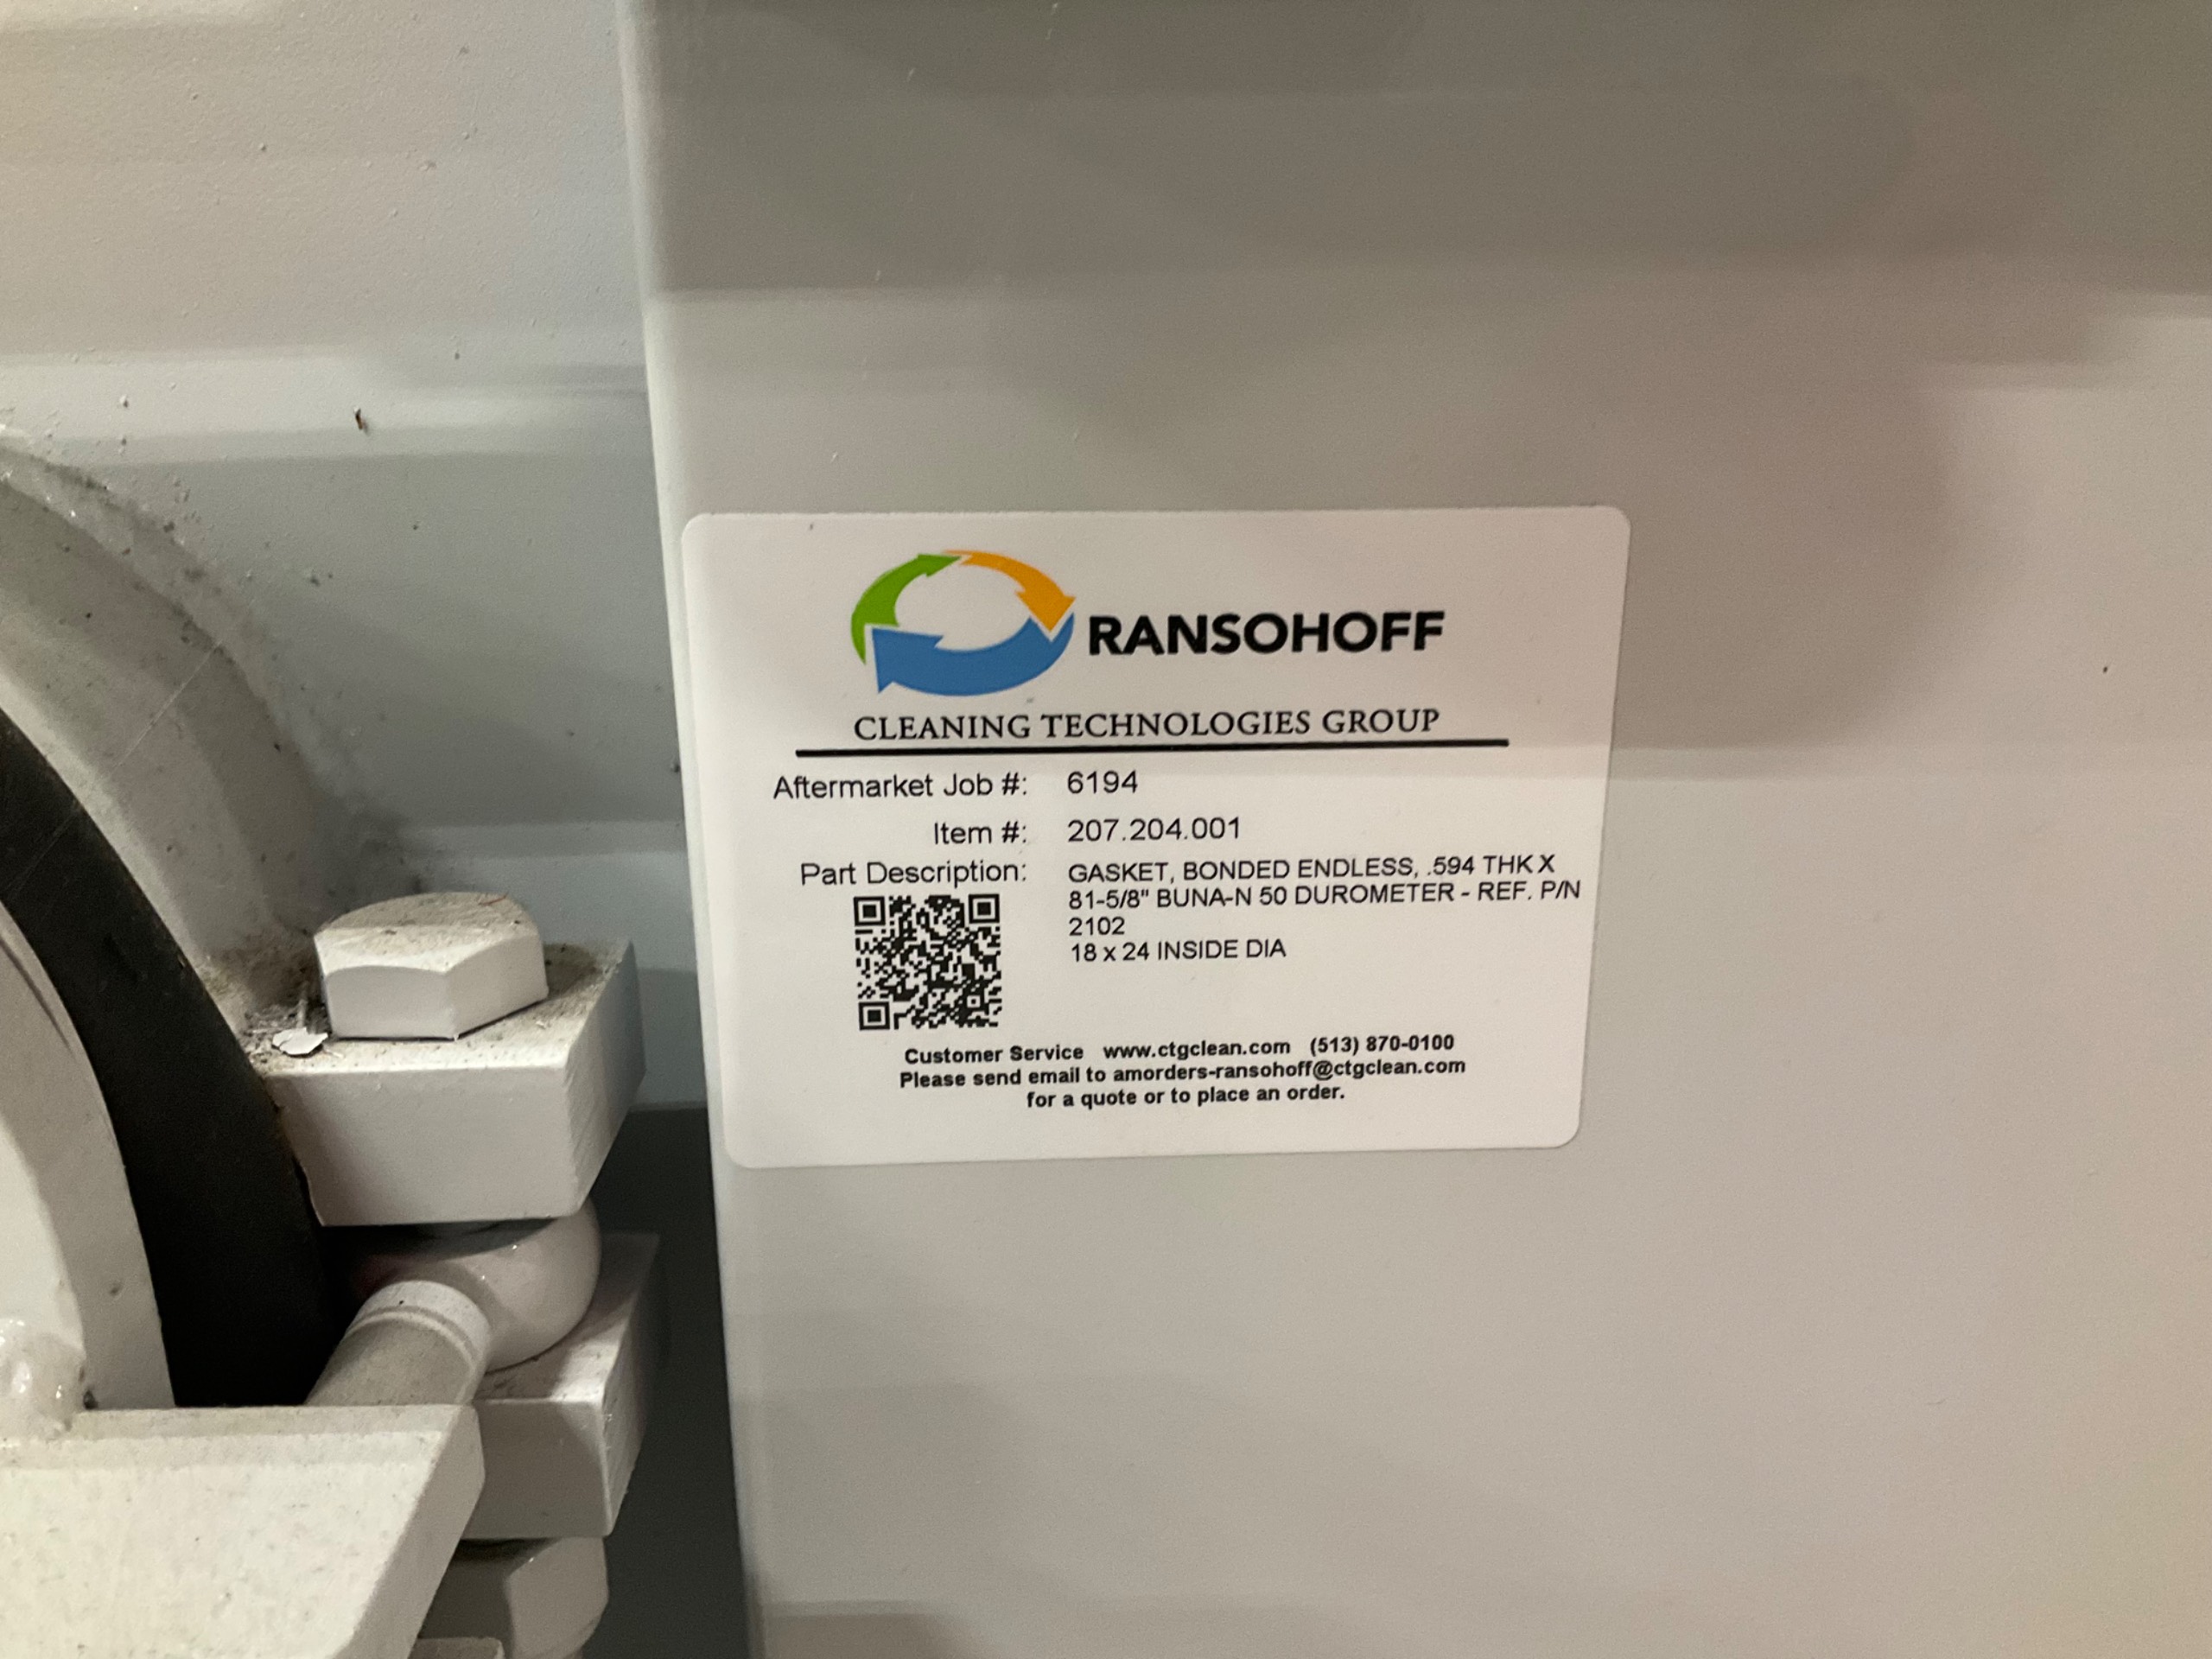 RANSOHOFF
CLEANING TECHNOLOGIES GROUP
Aftermarket Job #: 6194
Item #: 207.204.001
Part Description: GASKET, BONDED ENDLESS, .594 THK X
81-5/8" BUNA-N 50 DUROMETER - REF. P/N
2102
18 x 24 INSIDE DIA
Customer Service www.ctgclean.com (513) 870-0100
Please send email to amorders-ransohoff@ctgclean.com
for a quote or to place an order.